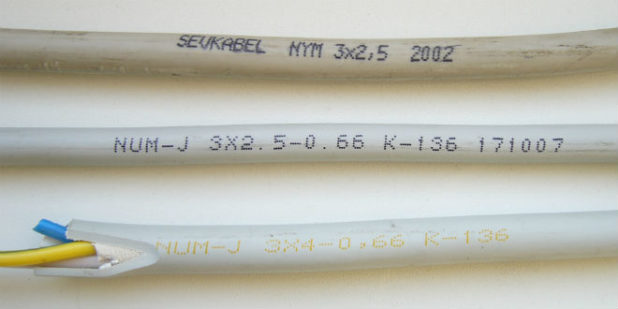 SEVKABEL NYM 3x2,5 2002
NUM-J 3X2.5-0.66 K-136 171007
NUM-J 3X4-0,66 K-136